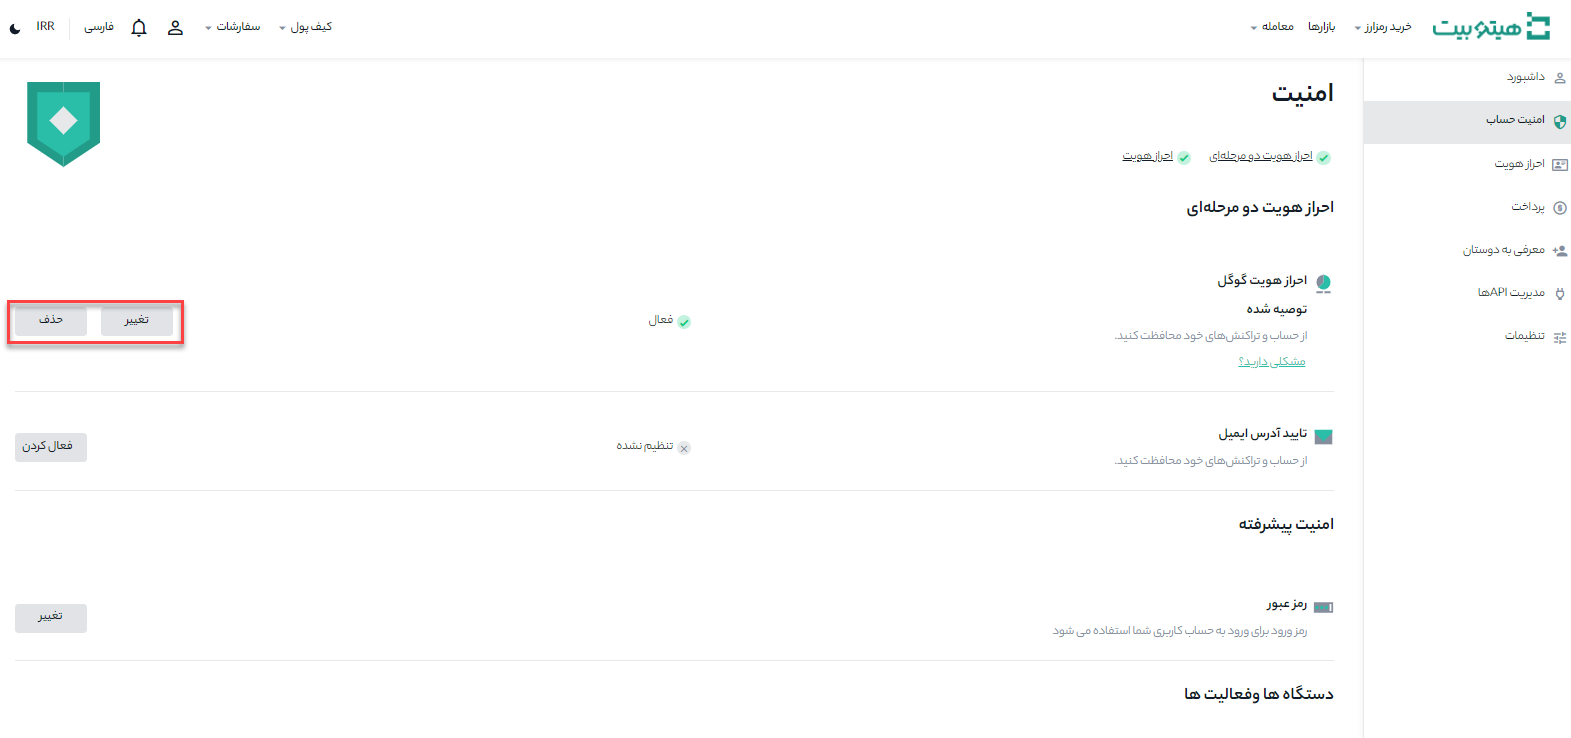 هیتوبیت
خرید رمزارز
بازارها
معامله
کیف پول
سفارشات
فارسی
IRR
داشبورد
امنیت حساب
احراز هویت
پرداخت
معرفی به دوستان
مدیریت APIها
تنظیمات
امنیت
احراز هویت دو مرحله‌ای
احراز هویت
احراز هویت دو مرحله‌ای
احراز هویت گوگل
توصیه شده
از حساب و تراکنش‌های خود محافظت کنید.
مشکلی دارید؟
فعال
تغییر
حذف
تایید آدرس ایمیل
از حساب و تراکنش‌های خود محافظت کنید.
تنظیم نشده
فعال کردن
امنیت پیشرفته
رمز عبور
رمز ورود برای ورود به حساب کاربری شما استفاده می شود
تغییر
دستگاه ها وفعالیت ها